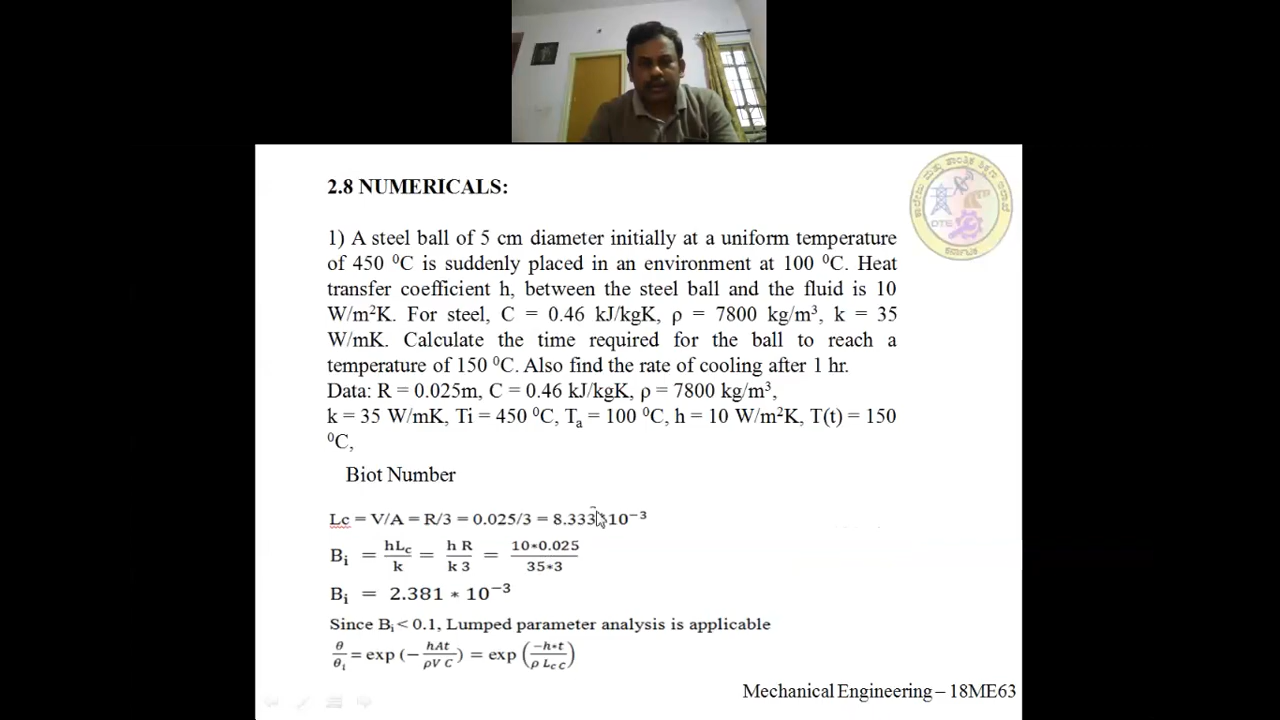 2.8 NUMERICALS:
1) A steel ball of 5 cm diameter initially at a uniform temperature
of 450 ⁰C is suddenly placed in an environment at 100 ⁰C. Heat
transfer coefficient h, between the steel ball and the fluid is 10
W/m²K. For steel, C = 0.46 kJ/kgK, ρ = 7800 kg/m³, k = 35
W/mK. Calculate the time required for the ball to reach a
temperature of 150 ⁰C. Also find the rate of cooling after 1 hr.
Data: R = 0.025m, C = 0.46 kJ/kgK, ρ = 7800 kg/m³,
k = 35 W/mK, Ti = 450 ⁰C, Tₐ = 100 ⁰C, h = 10 W/m²K, T(t) = 150
⁰C,
Biot Number
Lc = V/A = R/3 = 0.025/3 = 8.333*10⁻³
Bᵢ = hL_c/k = h R/k 3 = 10*0.025/35*3
Bᵢ = 2.381 * 10⁻³
Since Bᵢ < 0.1, Lumped parameter analysis is applicable
θ/θᵢ = exp (− hAt/ρV C) = exp (−h*t/ρ L_c c)
DTE
Mechanical Engineering – 18ME63